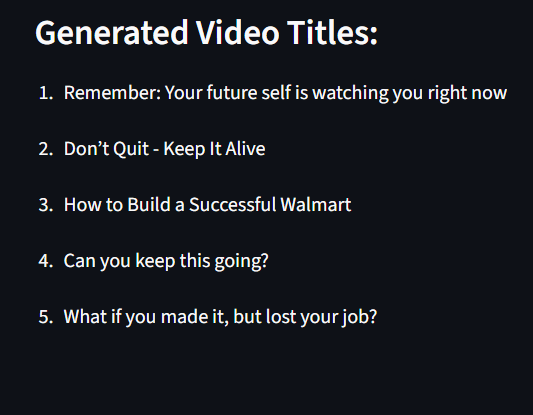 Generated Video Titles:
1. Remember: Your future self is watching you right now
2. Don’t Quit - Keep It Alive
3. How to Build a Successful Walmart
4. Can you keep this going?
5. What if you made it, but lost your job?